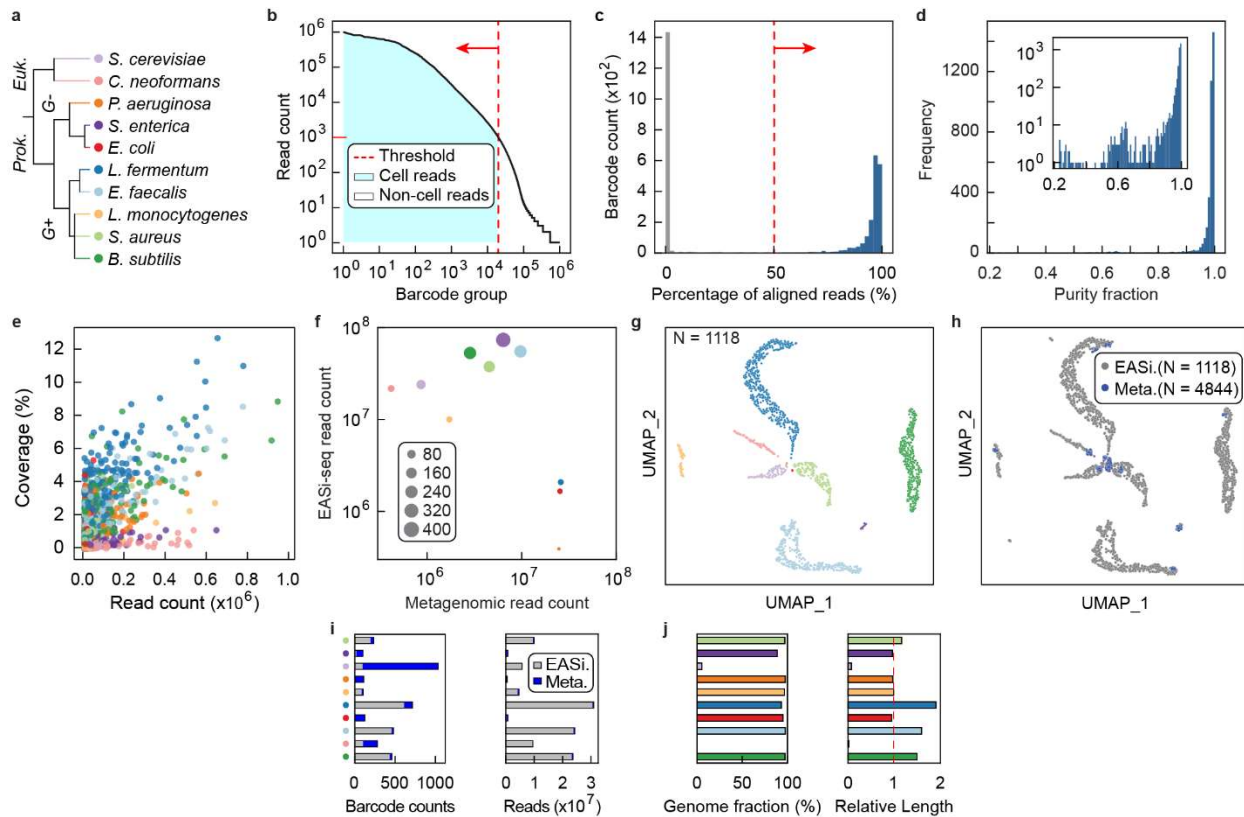 a
Euk.
Prok.
G-
G+
S. cerevisiae
C. neoformans
P. aeruginosa
S. enterica
E. coli
L. fermentum
E. faecalis
L. monocytogenes
S. aureus
B. subtilis
b
Read count
10^6
10^5
10^4
10^3
10^2
10^1
10^0
Threshold
Cell reads
Non-cell reads
10^0 10^1 10^2 10^3 10^4 10^5 10^6
Barcode group
c
Barcode count (x10^2)
14
12
10
8
6
4
2
0
0 50 100
Percentage of aligned reads (%)
d
Frequency
1200
800
400
0
10^3
10^2
10^1
10^0
0.2 0.6 1.0
0.2 0.4 0.6 0.8 1.0
Purity fraction
e
Coverage (%)
12
10
8
6
4
2
0
0.0 0.2 0.4 0.6 0.8 1.0
Read count (x10^6)
f
EASi-seq read count
10^8
10^7
10^6
80
160
240
320
400
10^6 10^7 10^8
Metagenomic read count
g
N = 1118
UMAP_2
UMAP_1
h
EASi.(N = 1118)
Meta.(N = 4844)
UMAP_2
UMAP_1
i
0 500 1000
Barcode counts
EASi.
Meta.
0 1 2 3
Reads (x10^7)
j
0 50 100
Genome fraction (%)
0 1 2
Relative Length